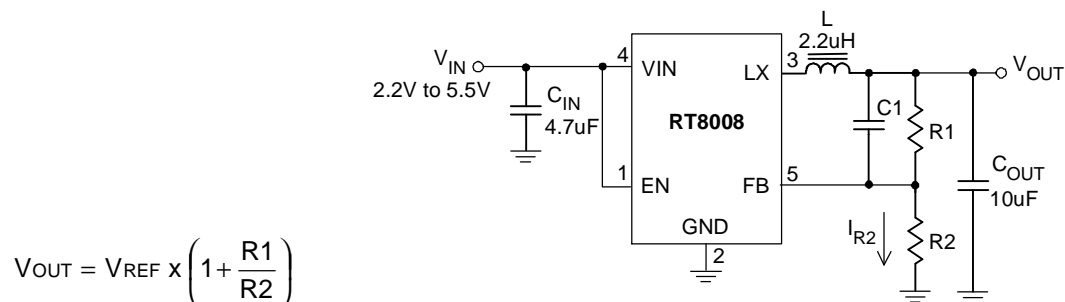 L
2.2uH
VIN
2.2V to 5.5V
CIN
4.7uF
4
VIN
LX
3
RT8008
1
EN
FB
5
GND
2
C1
R1
VOUT
COUT
10uF
IR2
R2
VOUT = VREF x (1+ R1/R2)